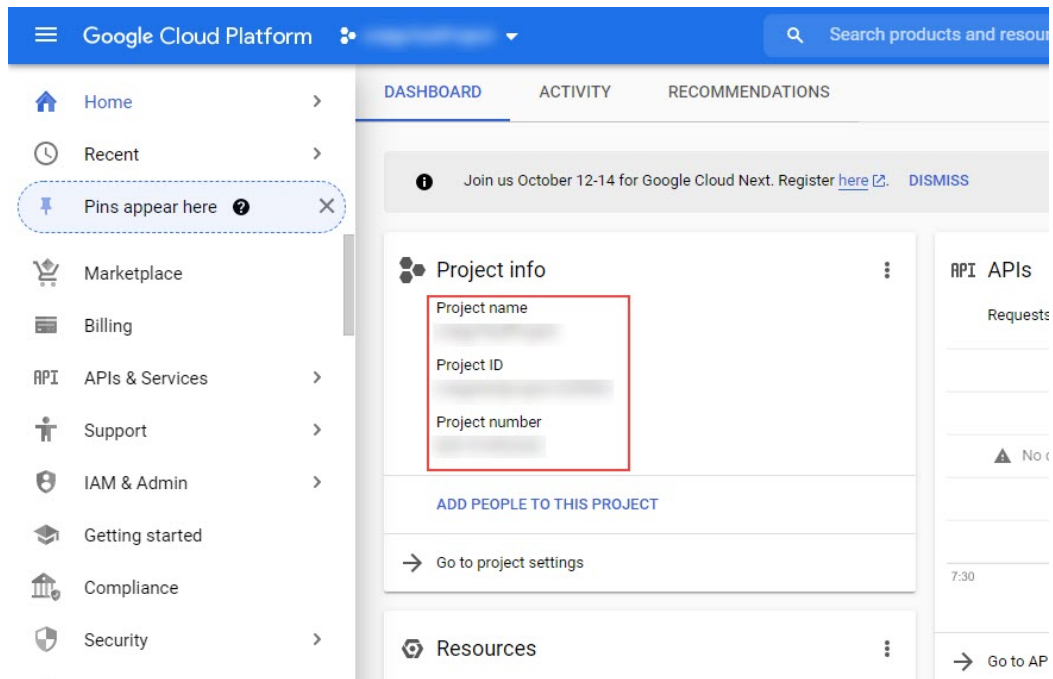 Google Cloud Platform
Search products and resour
Home
Recent
Pins appear here
Marketplace
Billing
API APIs & Services
Support
IAM & Admin
Getting started
Compliance
Security
DASHBOARD ACTIVITY RECOMMENDATIONS
Join us October 12-14 for Google Cloud Next. Register here. DISMISS
Project info
Project name
Project ID
Project number
ADD PEOPLE TO THIS PROJECT
Go to project settings
Resources
API APIs
Requests
No
7:30
Go to AP